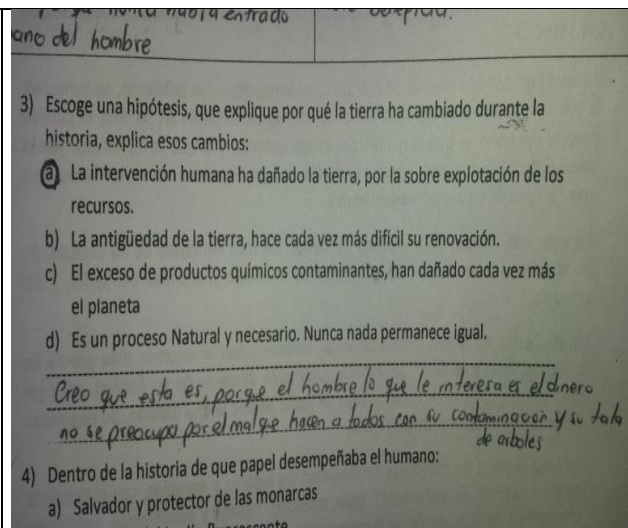 entrado
ano del hombre
3) Escoge una hipótesis, que explique por qué la tierra ha cambiado durante la
historia, explica esos cambios:
a) La intervención humana ha dañado la tierra, por la sobre explotación de los
recursos.
b) La antigüedad de la tierra, hace cada vez más difícil su renovación.
c) El exceso de productos químicos contaminantes, han dañado cada vez más
el planeta
d) Es un proceso Natural y necesario. Nunca nada permanece igual.
Creo que esta es, porque el hombre lo que le interesa es el dinero
no se preocupa por el mal que hacen a todos con su contaminación y su tala
de arboles
4) Dentro de la historia de que papel desempeñaba el humano:
a) Salvador y protector de las monarcas